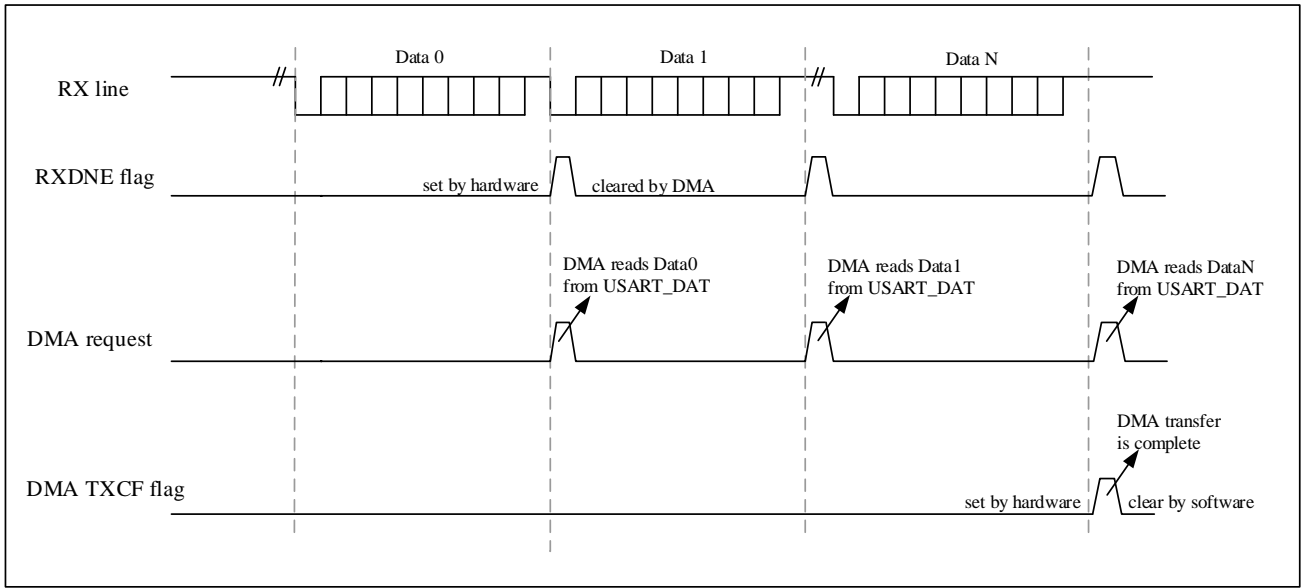 Data 0
Data 1
Data N
RX line
RXDNE flag
set by hardware
cleared by DMA
DMA reads Data0
from USART_DAT
DMA reads Data1
from USART_DAT
DMA reads DataN
from USART_DAT
DMA request
DMA transfer
is complete
DMA TXCF flag
set by hardware
clear by software